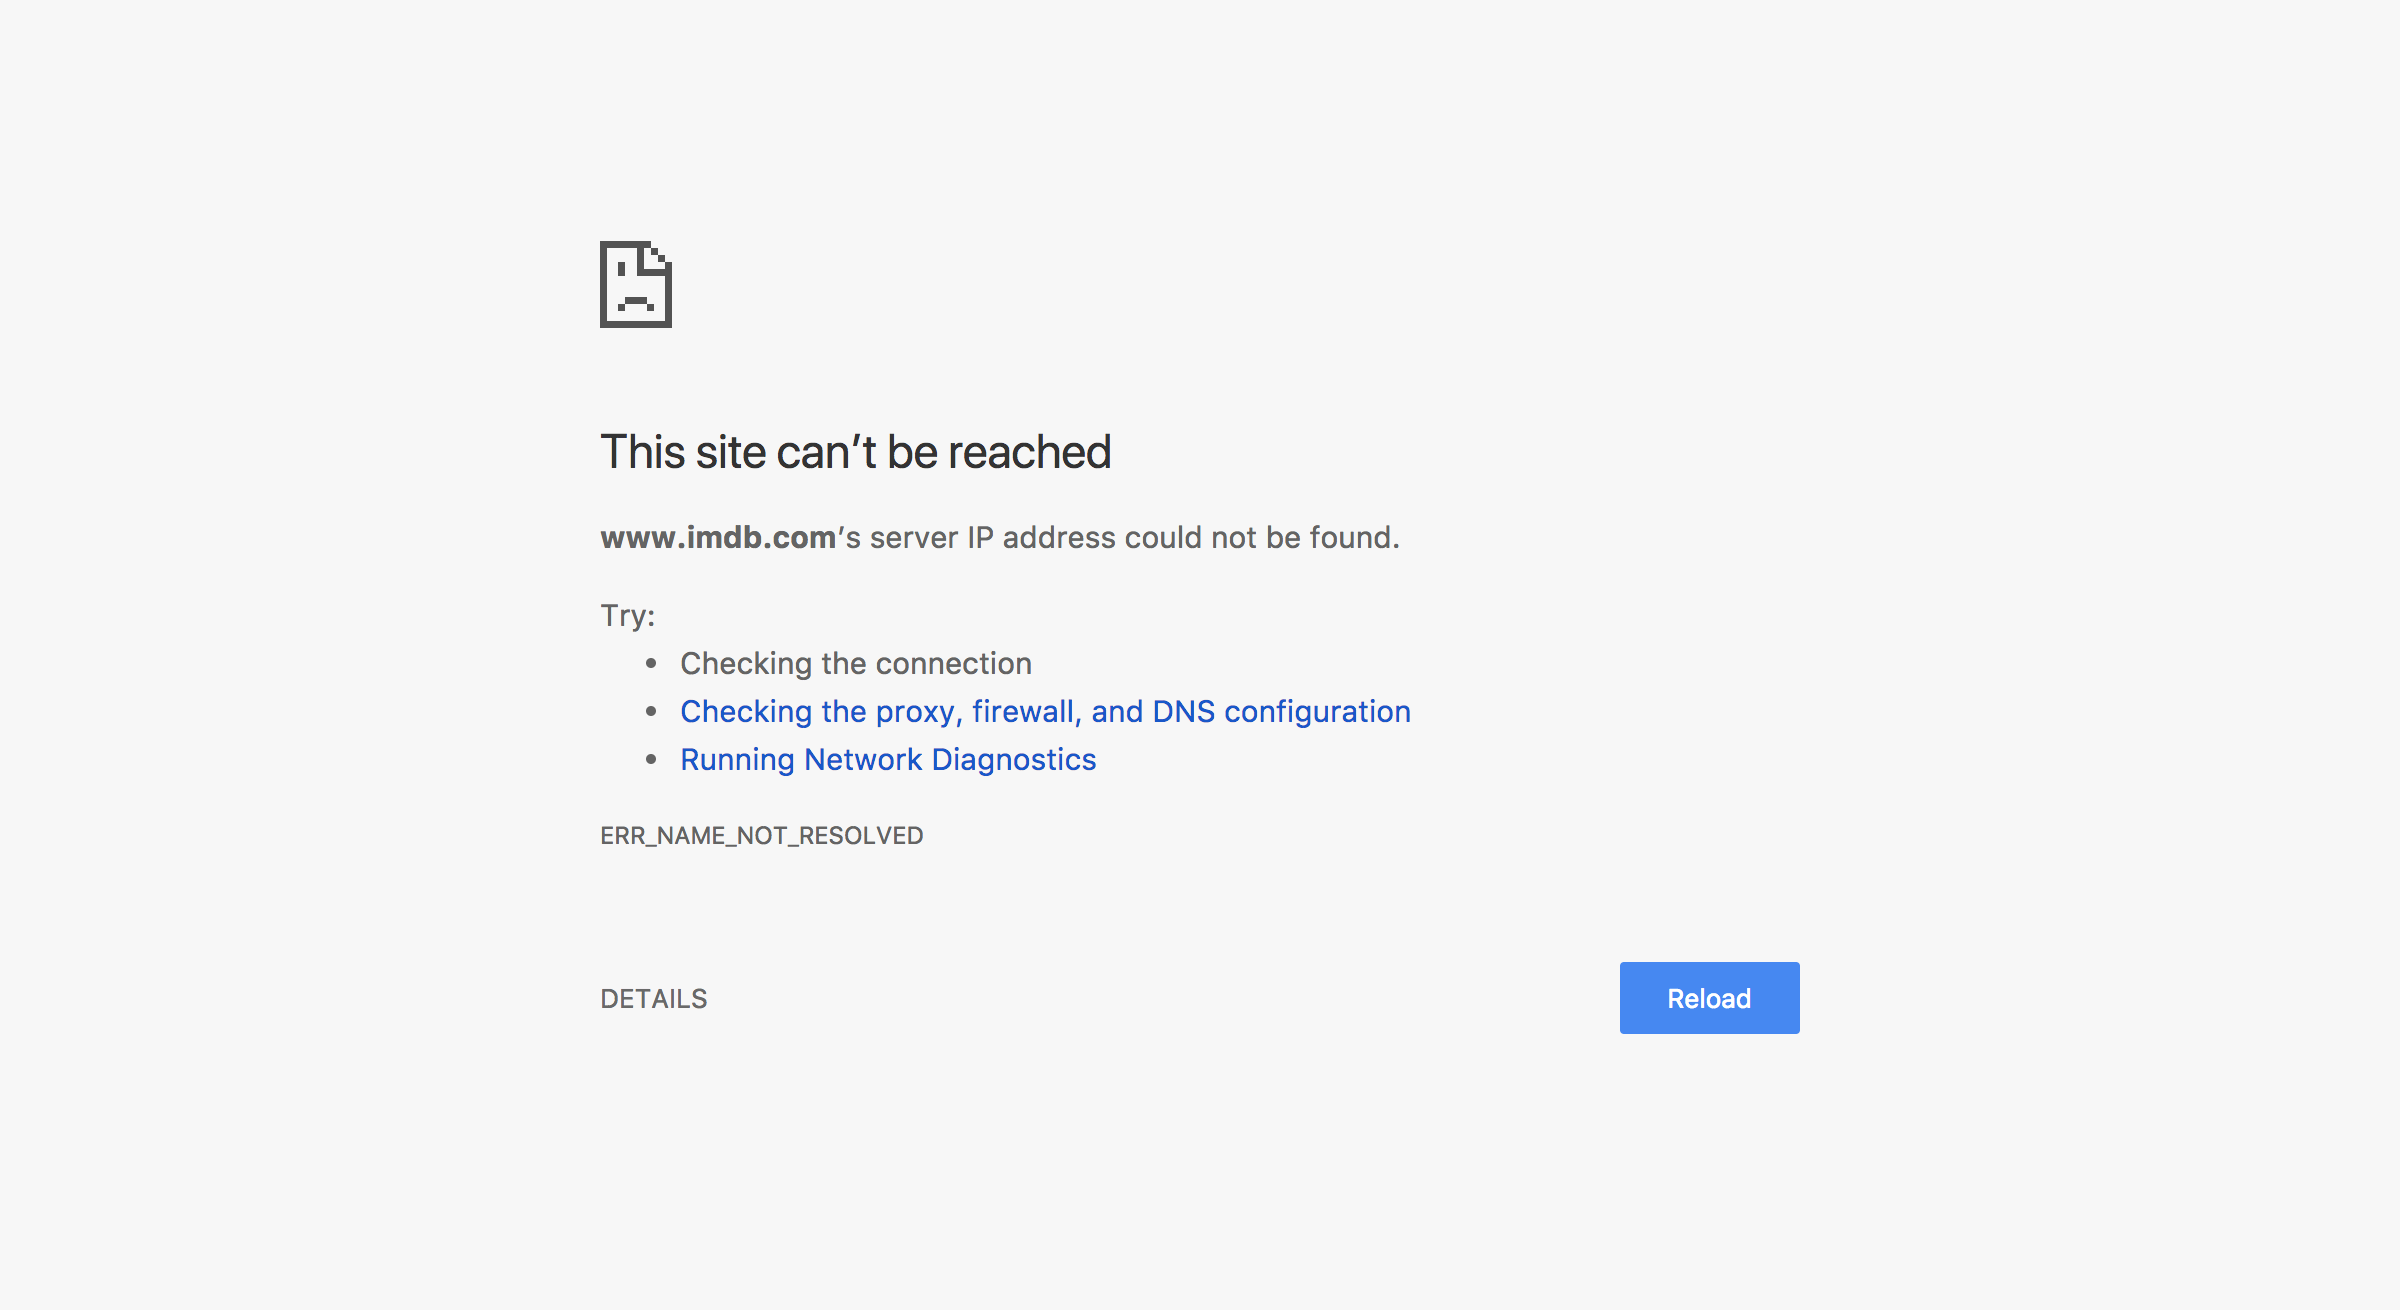 This site can’t be reached
www.imdb.com’s server IP address could not be found.
Try:
• Checking the connection
• Checking the proxy, firewall, and DNS configuration
• Running Network Diagnostics
ERR_NAME_NOT_RESOLVED
DETAILS
Reload